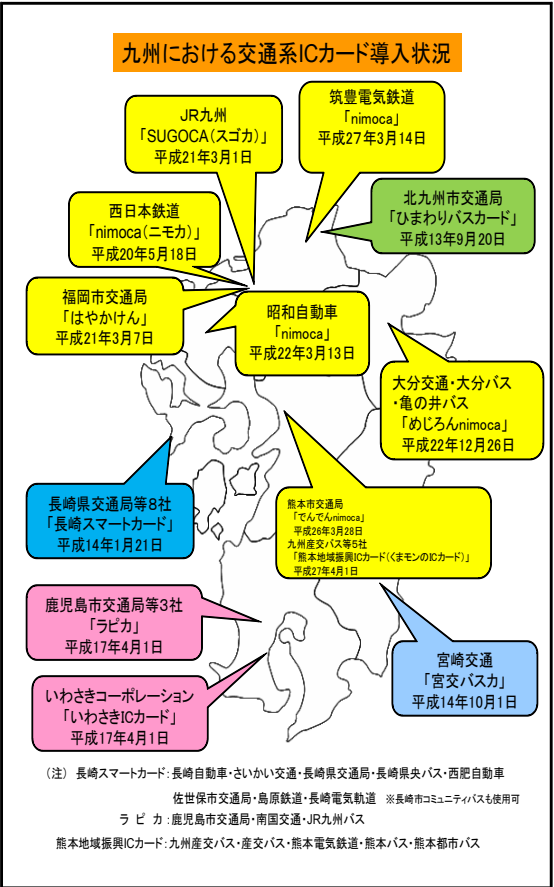 九州における交通系ICカード導入状況
筑豊電気鉄道
「nimoca」
平成27年3月14日
JR九州
「SUGOCA(スゴカ)」
平成21年3月1日
北九州市交通局
「ひまわりバスカード」
平成13年9月20日
西日本鉄道
「nimoca(ニモカ)」
平成20年5月18日
福岡市交通局
「はやかけん」
平成21年3月7日
昭和自動車
「nimoca」
平成22年3月13日
大分交通・大分バス
・亀の井バス
「めじろんnimoca」
平成22年12月26日
長崎県交通局等8社
「長崎スマートカード」
平成14年1月21日
熊本市交通局
「でんでんnimoca」
平成26年3月28日
九州産交バス等5社
「熊本地域振興ICカード(くまモンのICカード)」
平成27年4月1日
鹿児島市交通局等3社
「ラピカ」
平成17年4月1日
宮崎交通
「宮交バスカ」
平成14年10月1日
いわさきコーポレーション
「いわさきICカード」
平成17年4月1日
(注) 長崎スマートカード:長崎自動車・さいかい交通・長崎県交通局・長崎県央バス・西肥自動車
佐世保市交通局・島原鉄道・長崎電気軌道 ※長崎市コミュニティバスも使用可
ラ ピ カ:鹿児島市交通局・南国交通・JR九州バス
熊本地域振興ICカード:九州産交バス・産交バス・熊本電気鉄道・熊本バス・熊本都市バス